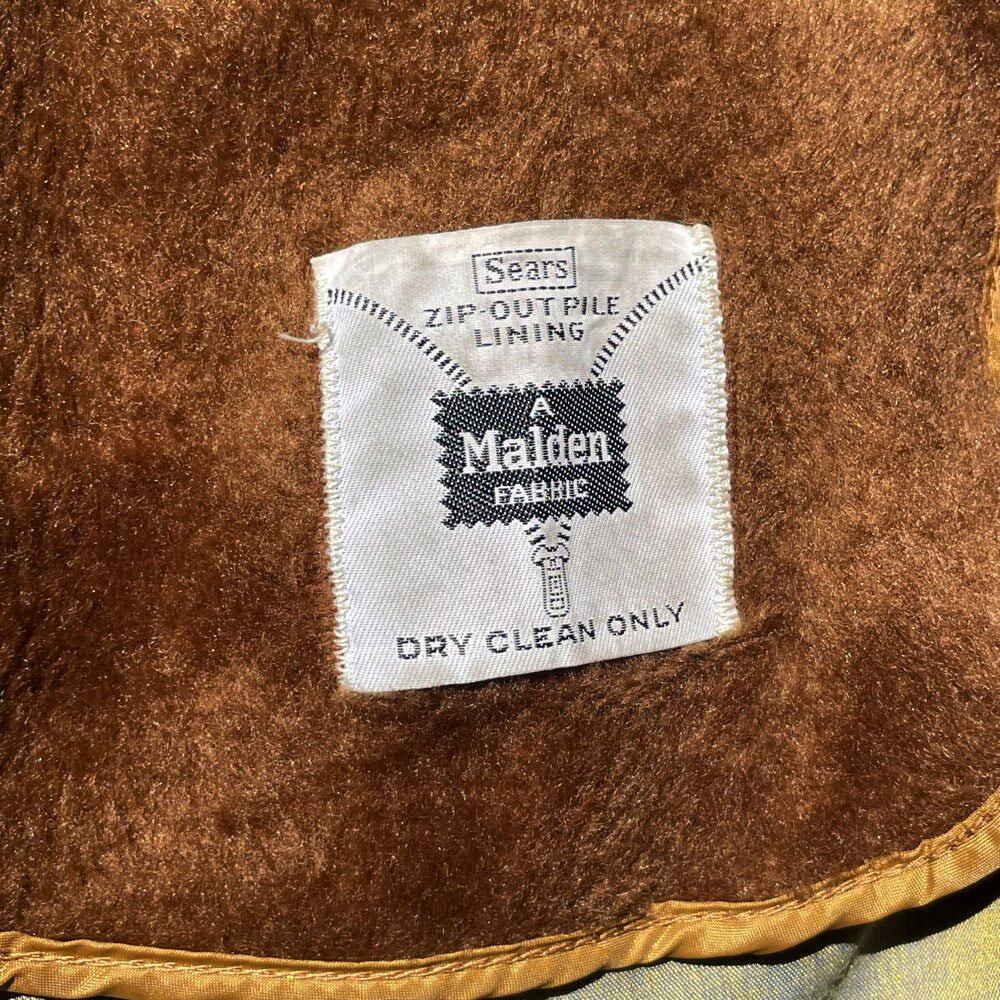 Sears
ZIP-OUT PILE
LINING
A
Malden
FABRIC
DRY CLEAN ONLY